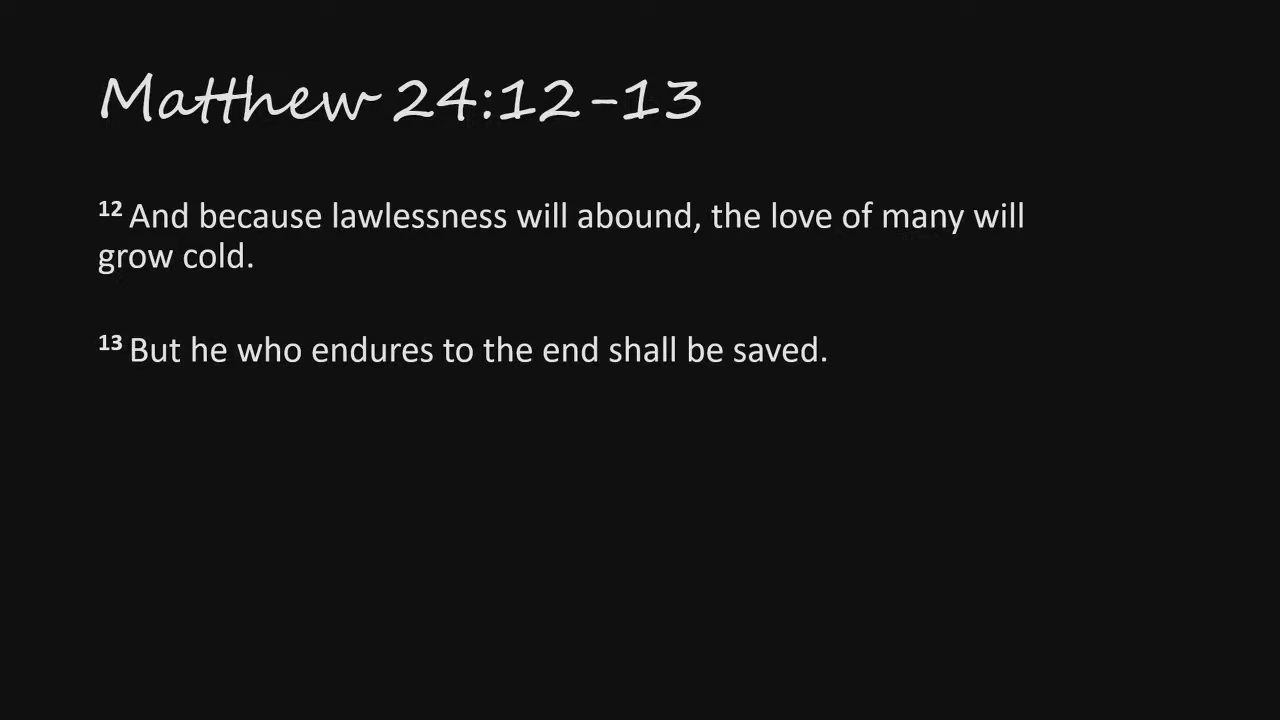 Matthew 24:12-13
12 And because lawlessness will abound, the love of many will
grow cold.
13 But he who endures to the end shall be saved.